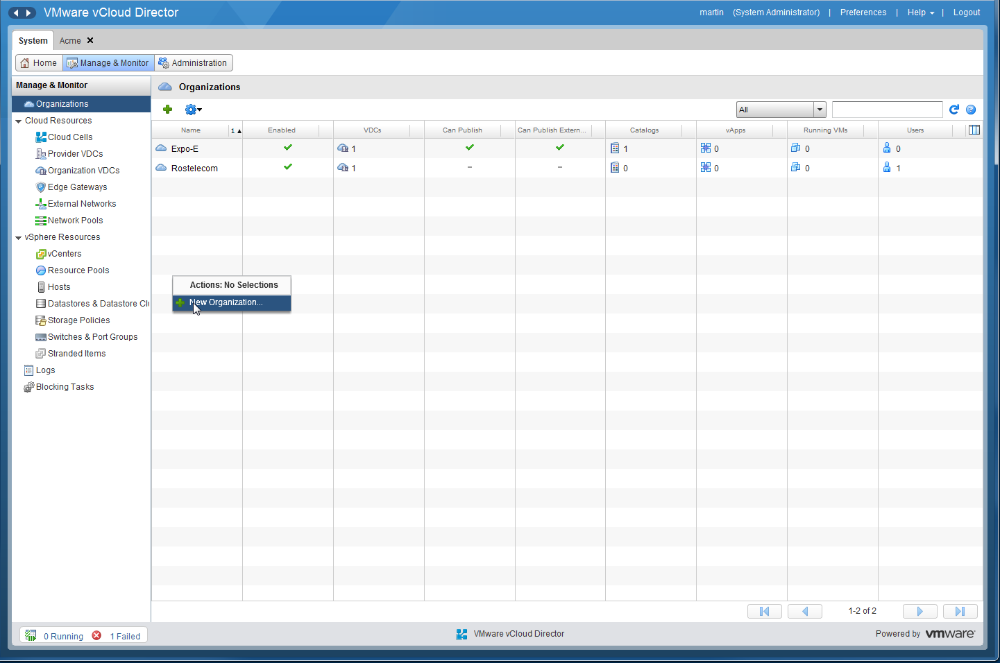 VMware vCloud Director
martin (System Administrator) | Preferences | Help | Logout
System Acme
Home Manage & Monitor Administration
Manage & Monitor
Organizations
Cloud Resources
Cloud Cells
Provider VDCs
Organization VDCs
Edge Gateways
External Networks
Network Pools
vSphere Resources
vCenters
Resource Pools
Hosts
Datastores & Datastore Clu
Storage Policies
Switches & Port Groups
Stranded Items
Logs
Blocking Tasks
Organizations
All
Name 1 ▲ Enabled VDCs Can Publish Can Publish Extern... Catalogs vApps Running VMs Users
Expo-E 1 1 0 0 0
Rostelecom 1 – – 0 0 0 1
Actions: No Selections
New Organization...
1-2 of 2
0 Running 1 Failed
VMware vCloud Director
Powered by vmware